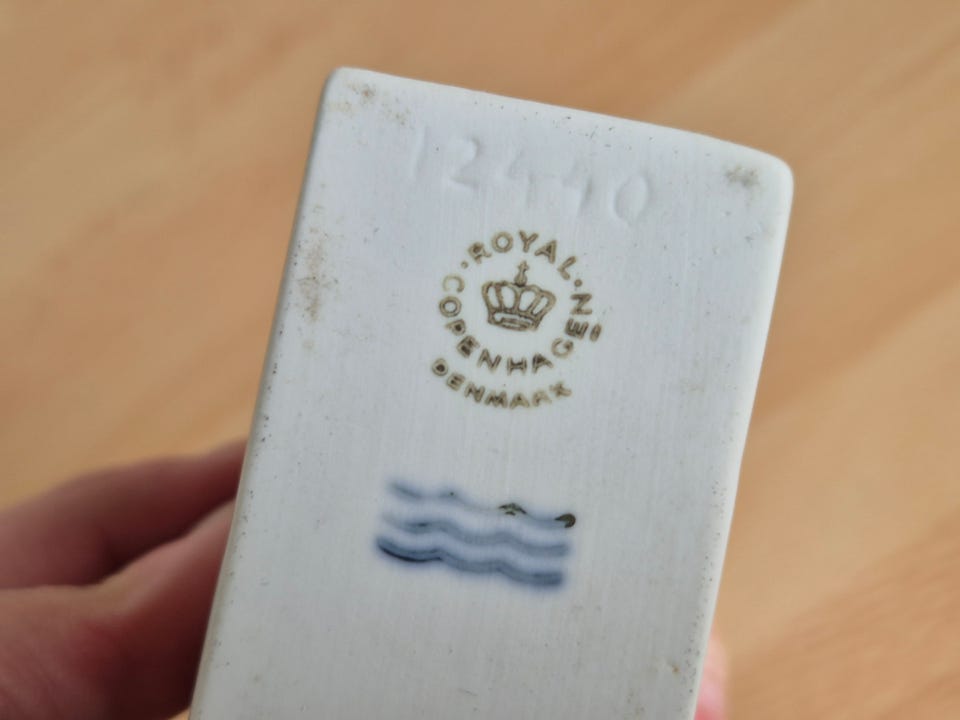 12440
ROYAL
COPENHAGEN
DENMARK